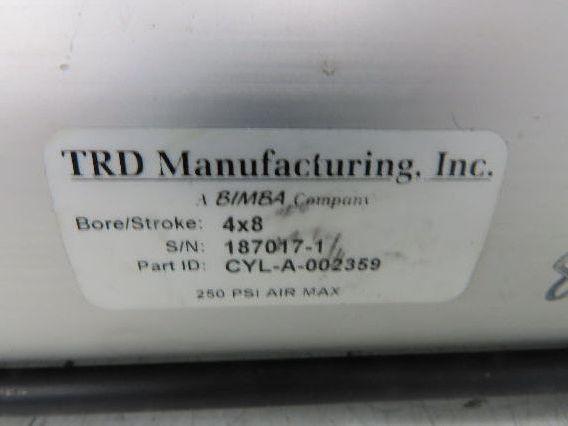 TRD Manufacturing, Inc.
A BIMBA Company
Bore/Stroke: 4x8
S/N: 187017-1
Part ID: CYL-A-002359
250 PSI AIR MAX